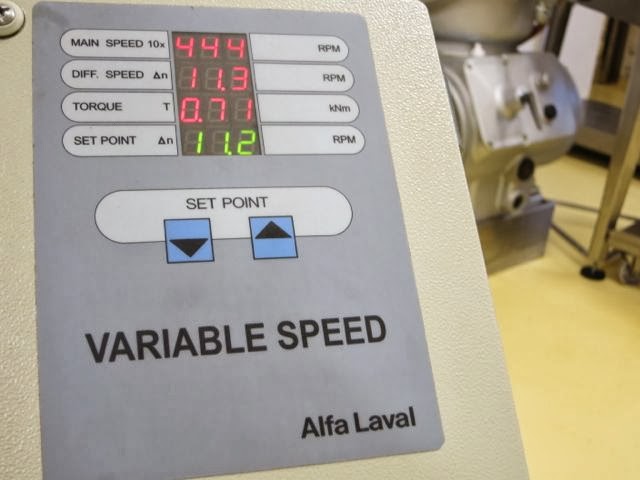 MAIN SPEED 10x 444 RPM
DIFF. SPEED Δn 11.3 RPM
TORQUE T 0.71 kNm
SET POINT Δn 11.2 RPM
SET POINT
VARIABLE SPEED
Alfa Laval